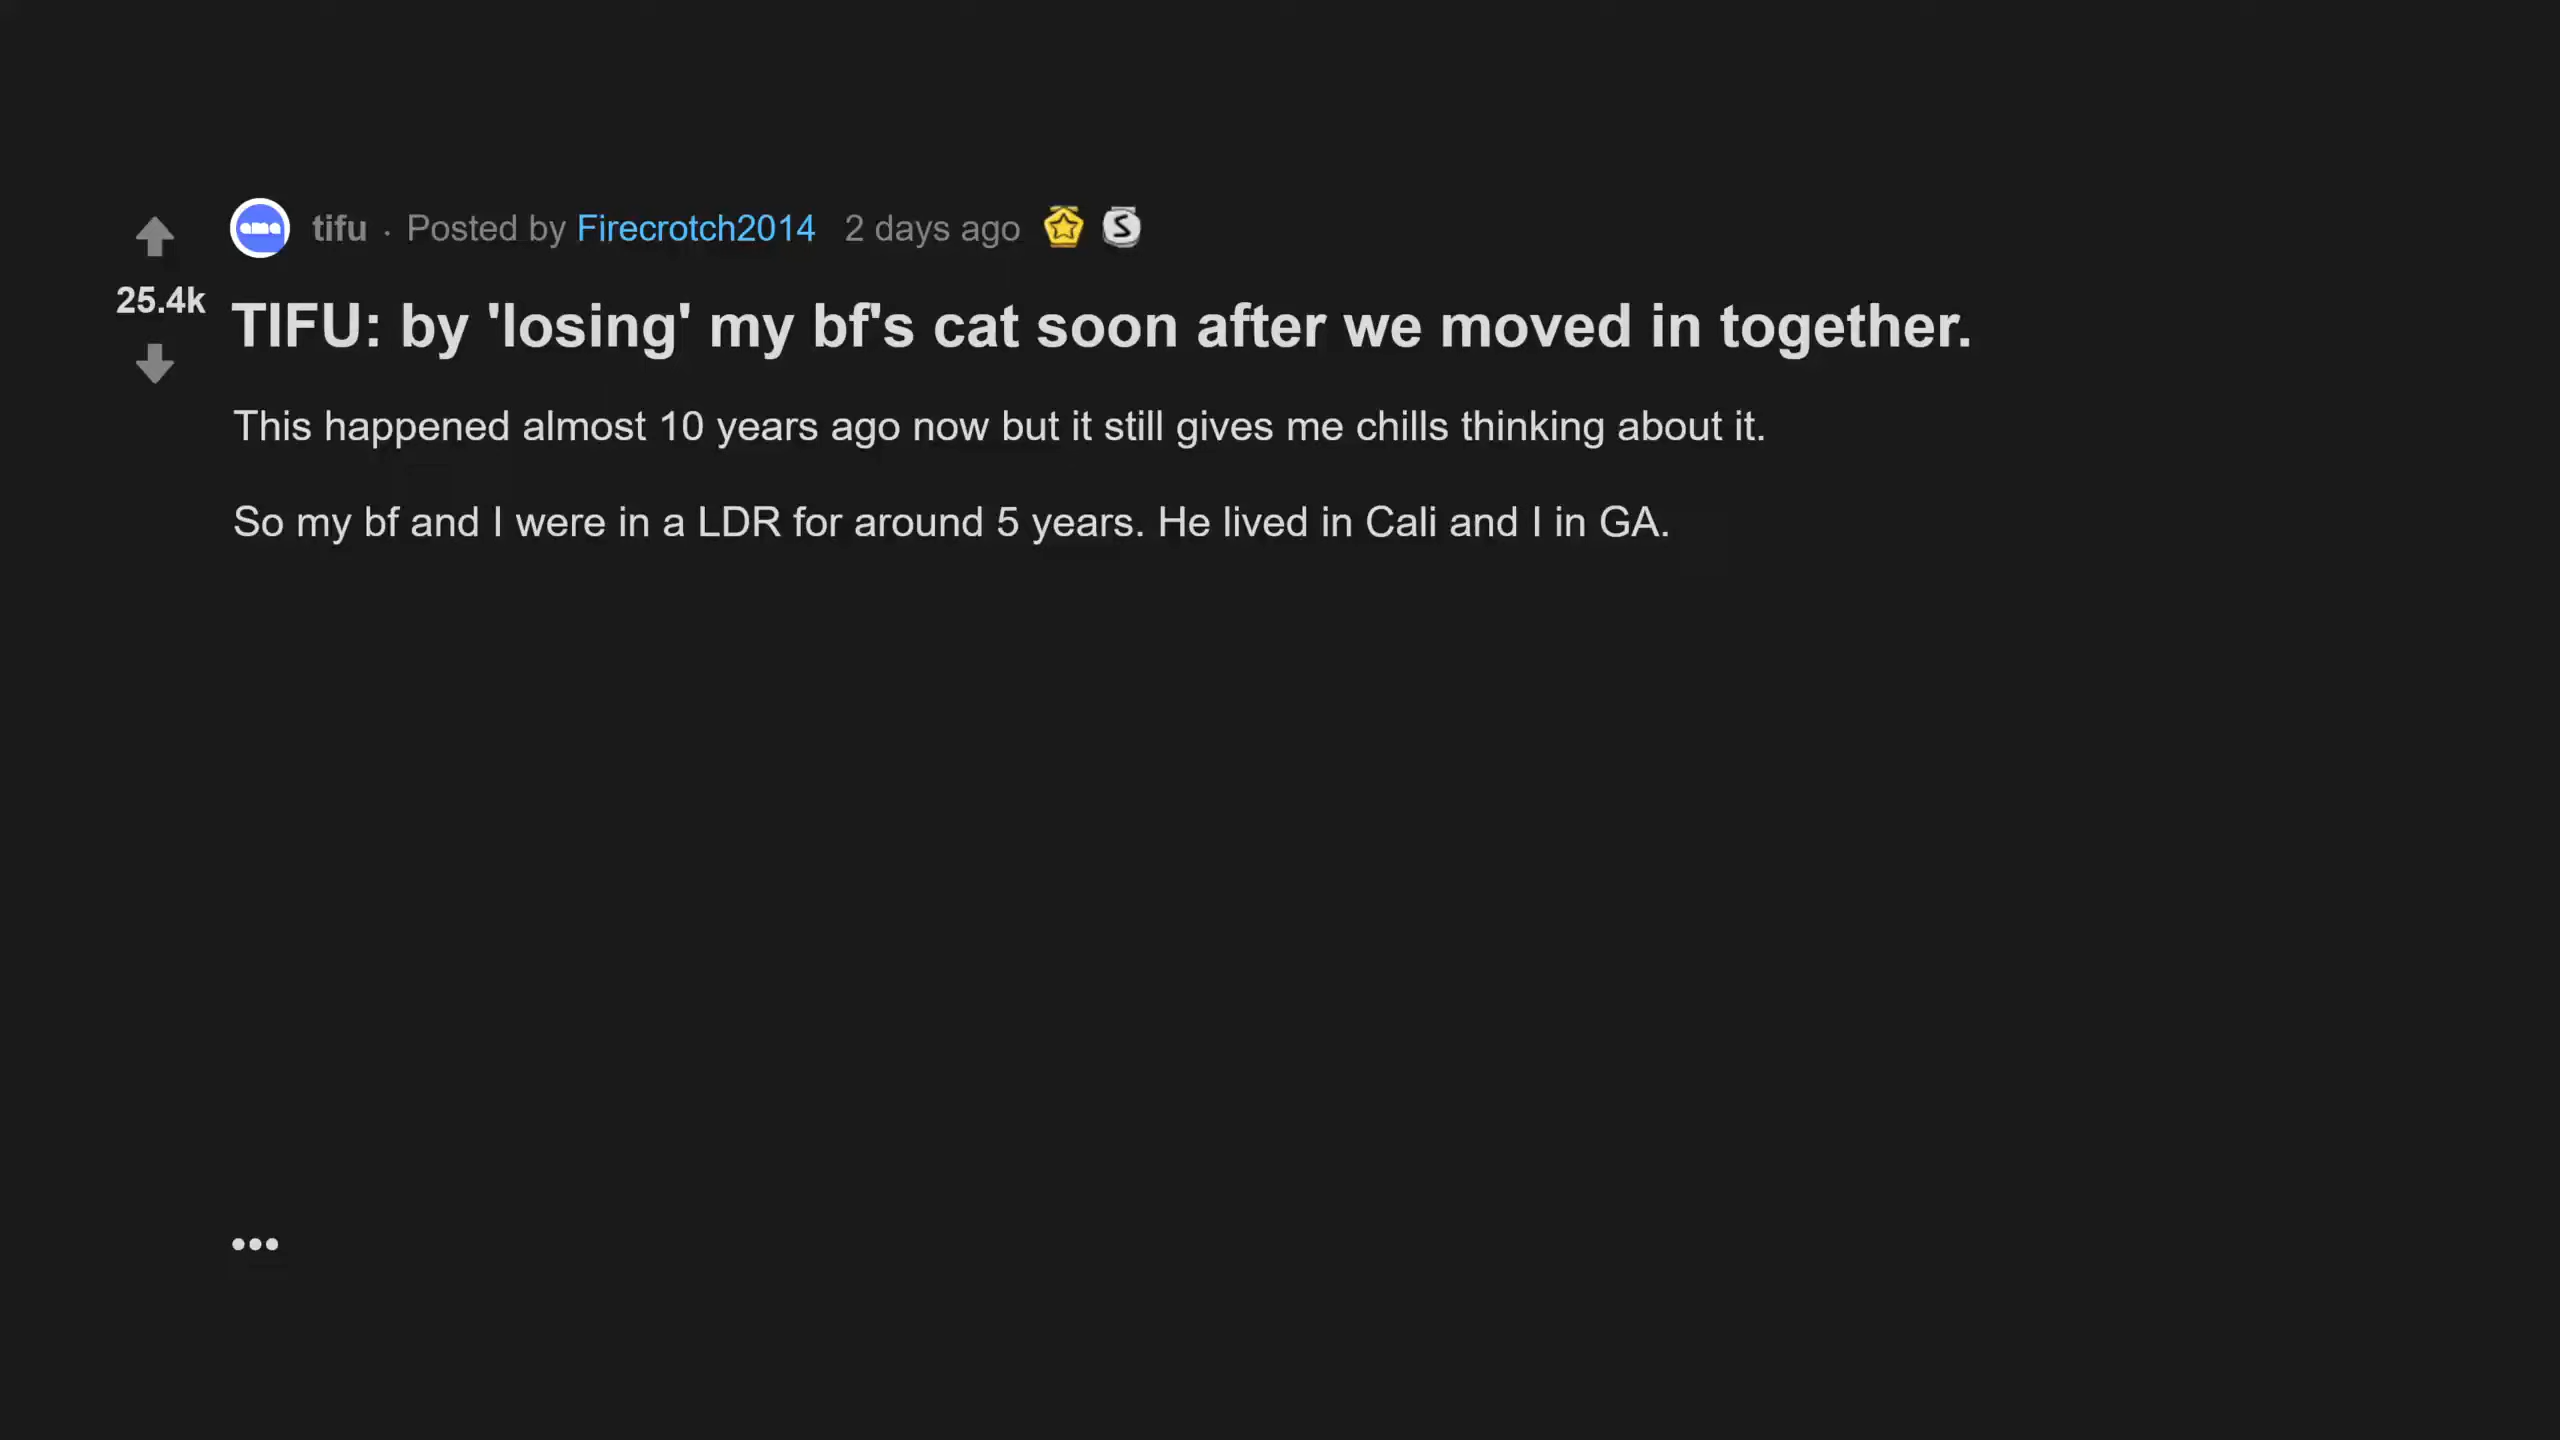 tifu · Posted by Firecrotch2014 2 days ago
25.4k
TIFU: by 'losing' my bf's cat soon after we moved in together.
This happened almost 10 years ago now but it still gives me chills thinking about it.
So my bf and I were in a LDR for around 5 years. He lived in Cali and I in GA.
•••